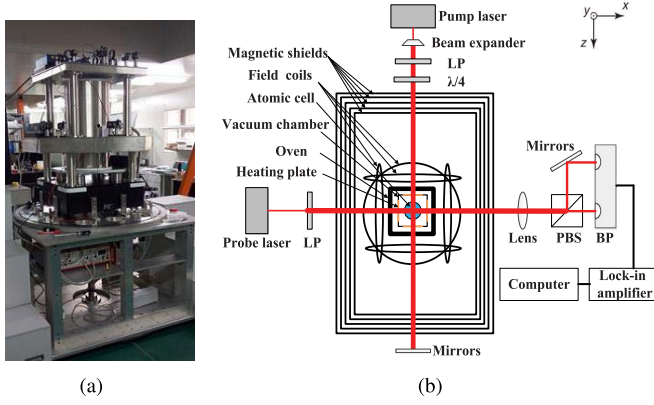 Pump laser
y
x
z
Beam expander
Magnetic shields
LP
Field coils
λ/4
Atomic cell
Vacuum chamber
Mirrors
Oven
Heating plate
Probe laser
LP
Lens
PBS
BP
Computer
Lock-in
amplifier
Mirrors
(a)
(b)